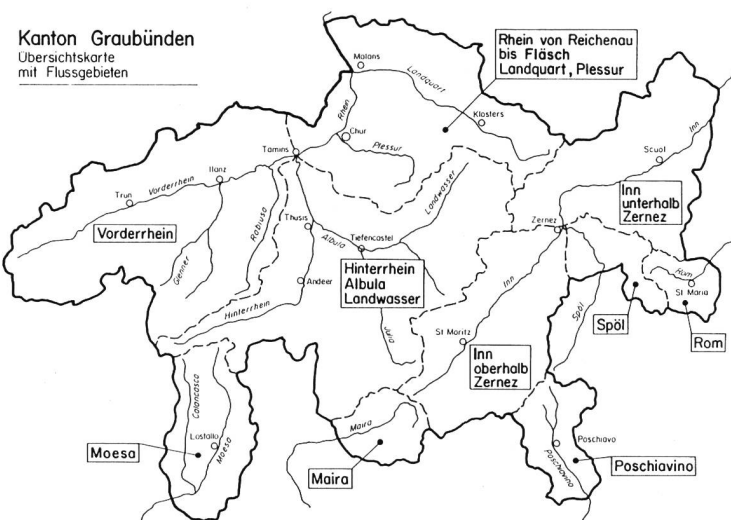 Kanton Graubünden
Übersichtskarte
mit Flussgebieten
Rhein von Reichenau
bis Fläsch
Landquart, Plessur
Malans
Landquart
Rhein
Klosters
Chur
Plessur
Tamins
Ilanz
Trun
Vorderrhein
Vorderrhein
Glenner
Rabiusa
Thusis
Albula
Tiefencastel
Landwasser
Andeer
Hinterrhein
Hinterrhein
Albula
Landwasser
Julia
Scuol
Inn
Inn
unterhalb
Zernez
Zernez
Inn
St Moritz
Inn
oberhalb
Zernez
Spöl
Spöl
Rom
St Maria
Rom
Calancasca
Lostallo
Moesa
Moesa
Maira
Maira
Poschiavo
Poschiavino
Poschiavino